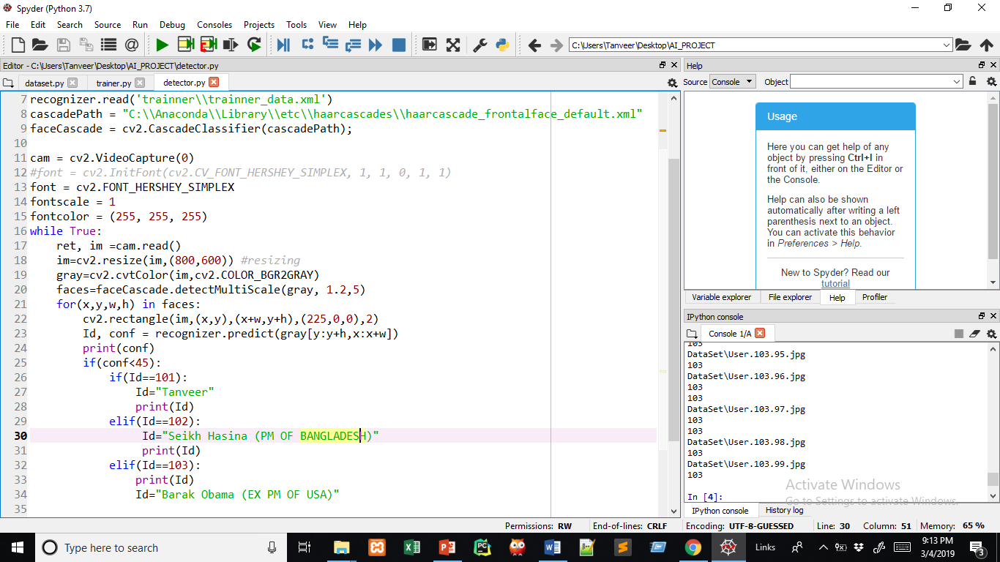 Spyder (Python 3.7)
File Edit Search Source Run Debug Consoles Projects Tools View Help
C:\Users\Tanveer\Desktop\AI_PROJECT
Editor - C:\Users\Tanveer\Desktop\AI_PROJECT\detector.py
dataset.py trainer.py detector.py
7 recognizer.read('trainner\\trainner_data.xml')
8 cascadePath = "C:\\Anaconda\\Library\\etc\\haarcascades\\haarcascade_frontalface_default.xml"
9 faceCascade = cv2.CascadeClassifier(cascadePath);
10
11 cam = cv2.VideoCapture(0)
12 #font = cv2.InitFont(cv2.CV_FONT_HERSHEY_SIMPLEX, 1, 1, 0, 1, 1)
13 font = cv2.FONT_HERSHEY_SIMPLEX
14 fontscale = 1
15 fontcolor = (255, 255, 255)
16 while True:
17     ret, im =cam.read()
18     im=cv2.resize(im,(800,600)) #resizing
19     gray=cv2.cvtColor(im,cv2.COLOR_BGR2GRAY)
20     faces=faceCascade.detectMultiScale(gray, 1.2,5)
21     for(x,y,w,h) in faces:
22         cv2.rectangle(im,(x,y),(x+w,y+h),(225,0,0),2)
23         Id, conf = recognizer.predict(gray[y:y+h,x:x+w])
24         print(conf)
25         if(conf<45):
26             if(Id==101):
27                 Id="Tanveer"
28                 print(Id)
29             elif(Id==102):
30                  Id="Seikh Hasina (PM OF BANGLADESH)"
31                  print(Id)
32             elif(Id==103):
33                 print(Id)
34                 Id="Barak Obama (EX PM OF USA)"
35
Help
Source Console Object
Usage
Here you can get help of any
object by pressing Ctrl+I in
front of it, either on the Editor or
the Console.
Help can also be shown
automatically after writing a left
parenthesis next to an object.
You can activate this behavior
in Preferences > Help.
New to Spyder? Read our
tutorial
Variable explorer File explorer Help Profiler
IPython console
Console 1/A
103
DataSet\User.103.95.jpg
103
DataSet\User.103.96.jpg
103
103
DataSet\User.103.97.jpg
103
103
DataSet\User.103.98.jpg
103
DataSet\User.103.99.jpg
103
In [4]:
Activate Windows
Go to Settings to activate Windows.
IPython console History log
Permissions: RW End-of-lines: CRLF Encoding: UTF-8-GUESSED Line: 30 Column: 51 Memory: 65 %
Type here to search
Links
9:13 PM
3/4/2019
3